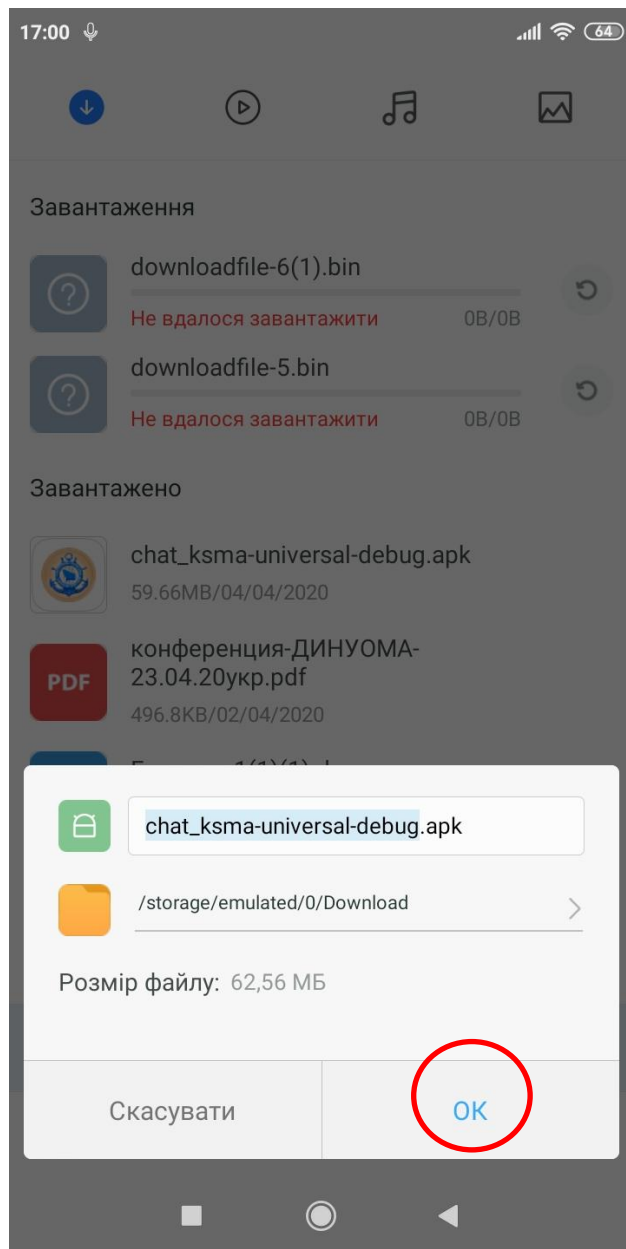 17:00
64
Завантаження
downloadfile-6(1).bin
Не вдалося завантажити 0B/0B
downloadfile-5.bin
Не вдалося завантажити 0B/0B
Завантажено
chat_ksma-universal-debug.apk
59.66MB/04/04/2020
PDF
конференция-ДИНУОМА-
23.04.20укр.pdf
496.8KB/02/04/2020
chat_ksma-universal-debug.apk
/storage/emulated/0/Download
Розмір файлу: 62,56 МБ
Скасувати
ОК